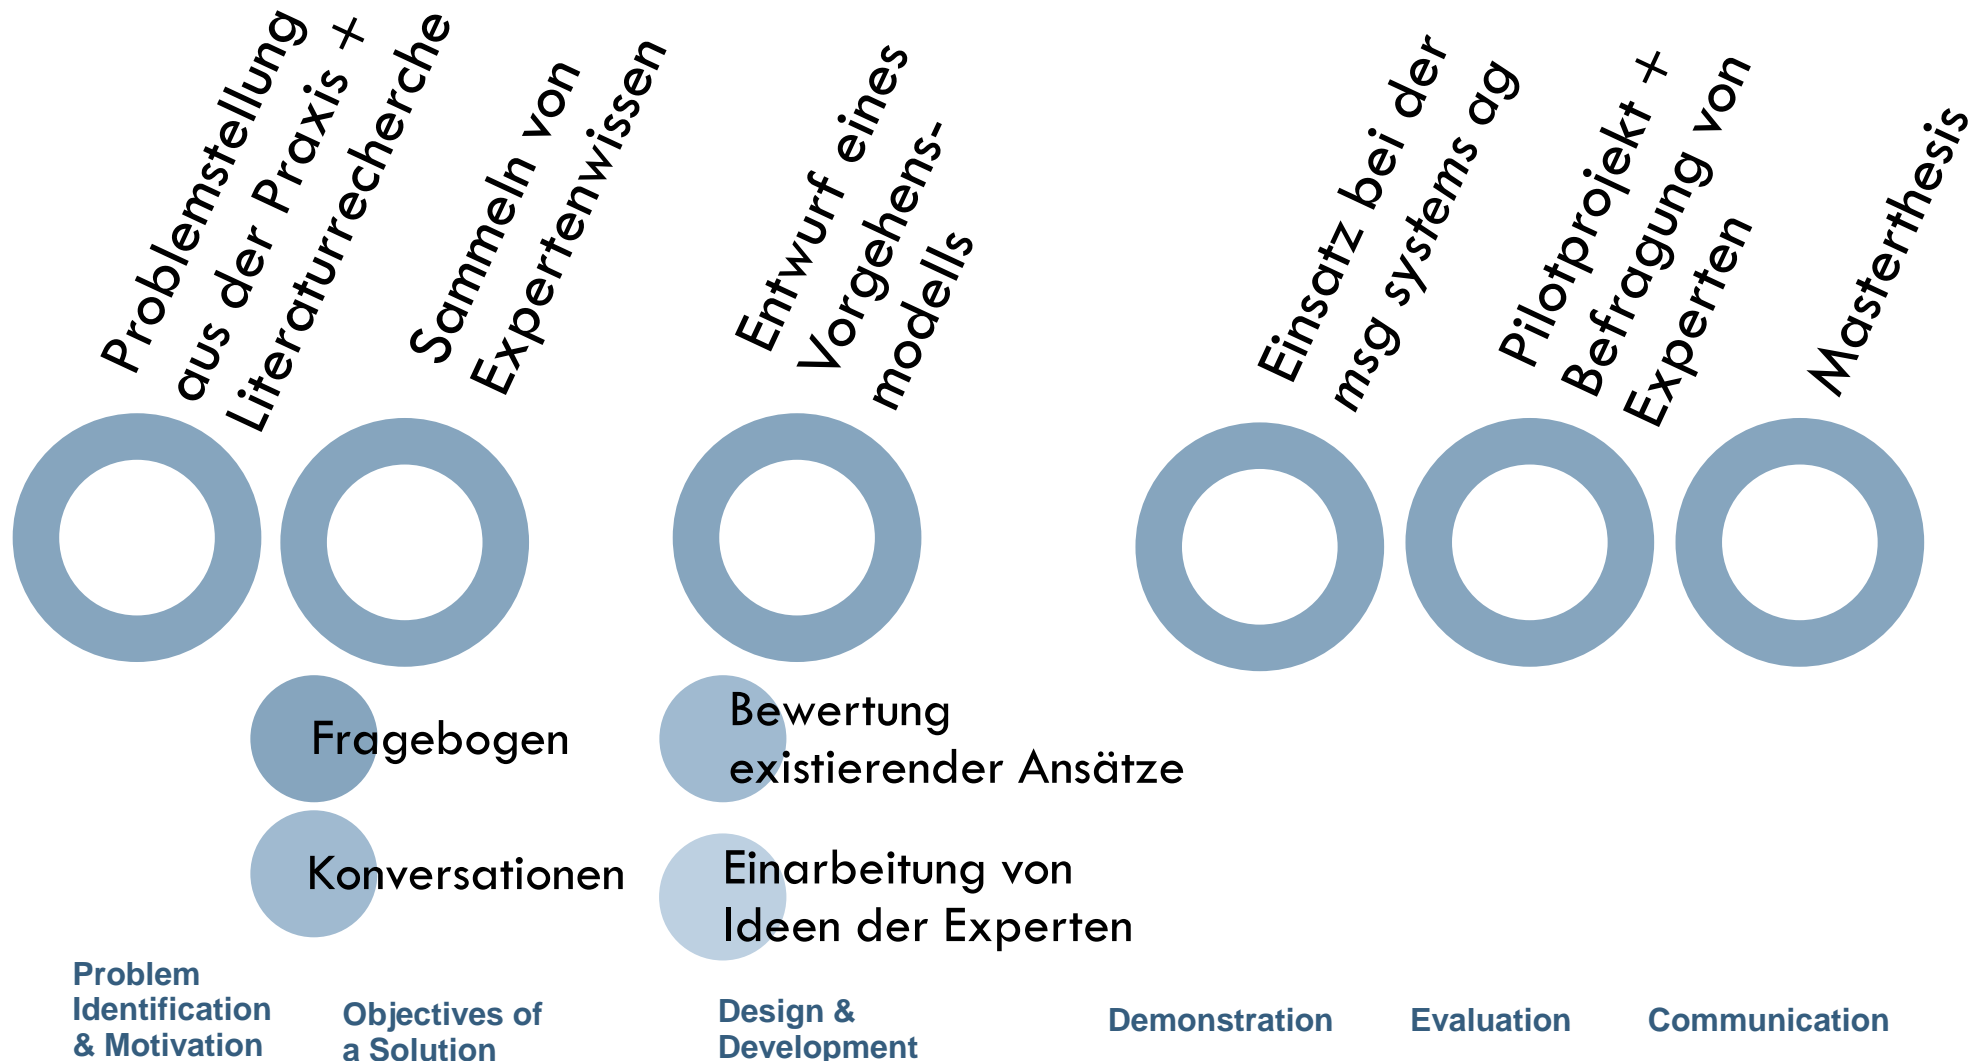 Problemstellung
aus der Praxis +
Literaturrecherche
Sammeln von
Expertenwissen
Entwurf eines
Vorgehens-
modells
Einsatz bei der
msg systems ag
Pilotprojekt +
Befragung von
Experten
Masterthesis
Fragebogen
Konversationen
Bewertung
existierender Ansätze
Einarbeitung von
Ideen der Experten
Problem
Identification
& Motivation
Objectives of
a Solution
Design &
Development
Demonstration
Evaluation
Communication